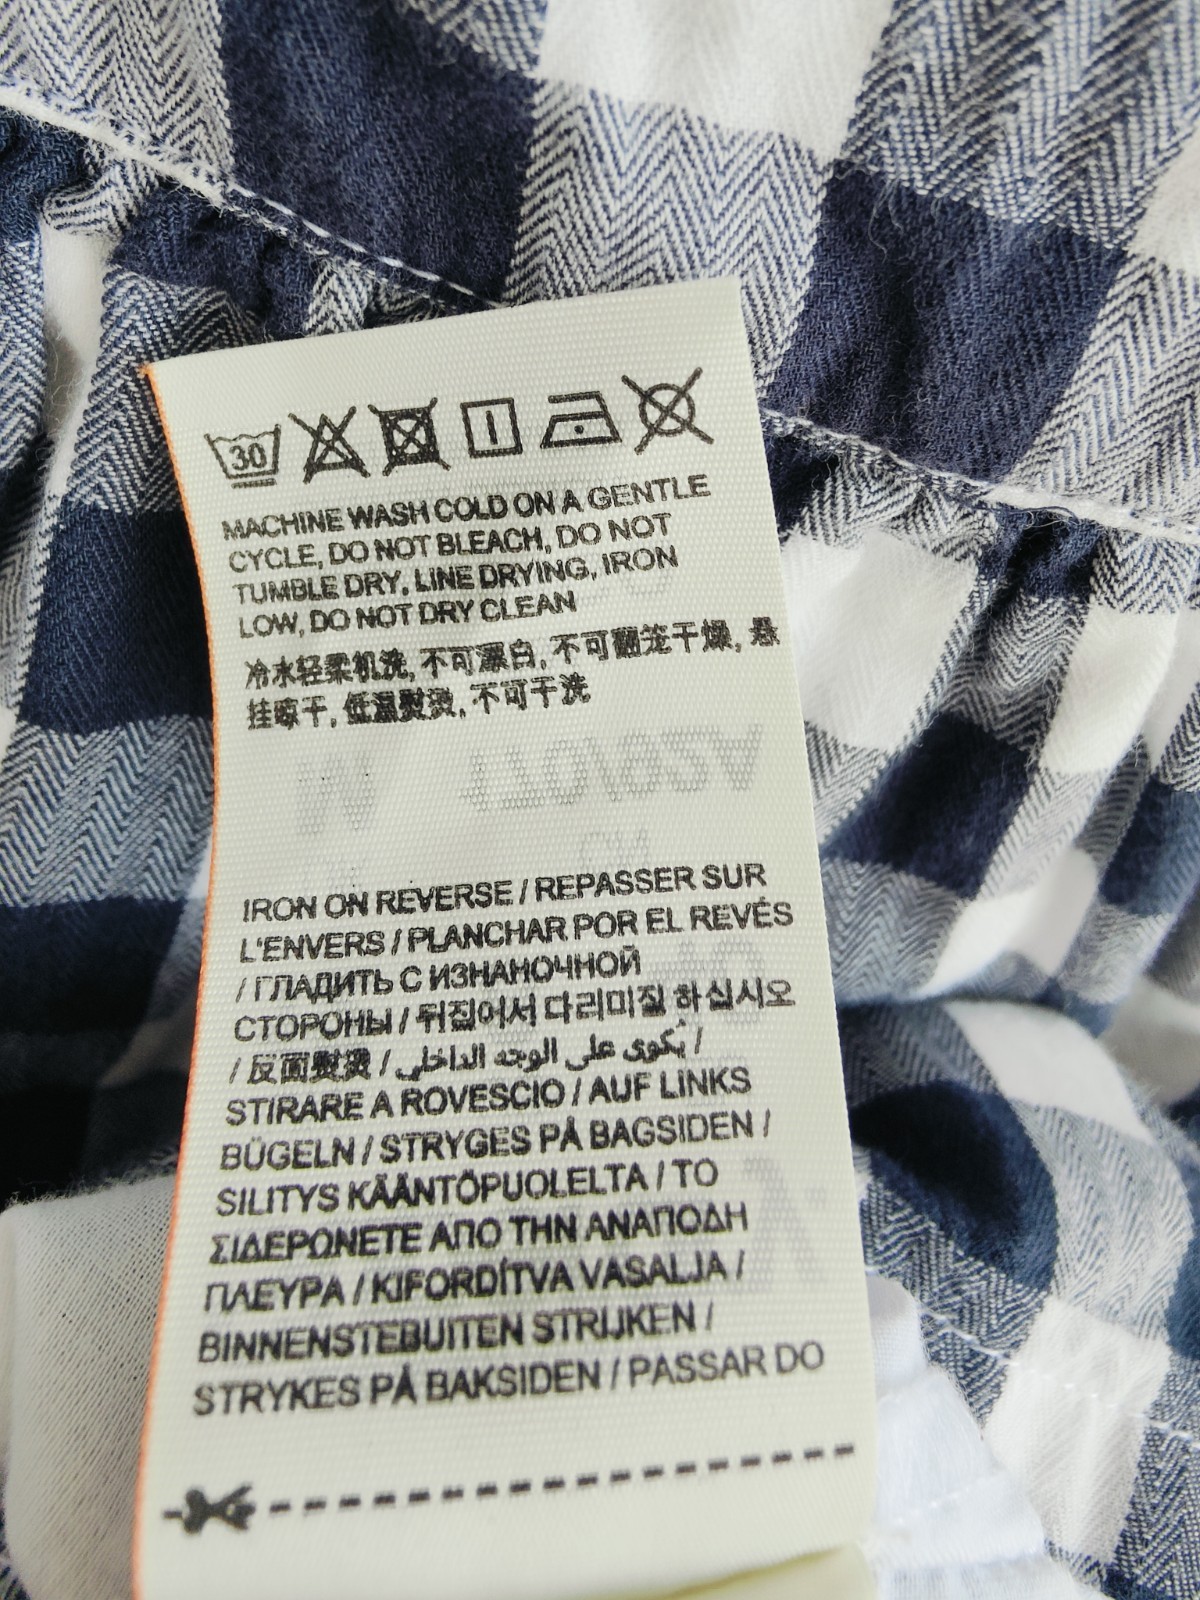 30
MACHINE WASH COLD ON A GENTLE
CYCLE, DO NOT BLEACH, DO NOT
TUMBLE DRY, LINE DRYING, IRON
LOW, DO NOT DRY CLEAN
冷水轻柔机洗, 不可漂白, 不可翻笼干燥, 悬
挂晾干, 低温熨烫, 不可干洗
IRON ON REVERSE / REPASSER SUR
L'ENVERS / PLANCHAR POR EL REVÉS
/ ГЛАДИТЬ С ИЗНАНОЧНОЙ
СТОРОНЫ / 뒤집어서 다리미질 하십시오
/ 反面熨烫 / يُكوى على الوجه الداخلي /
STIRARE A ROVESCIO / AUF LINKS
BÜGELN / STRYGES PÅ BAGSIDEN /
SILITYS KÄÄNTÖPUOLELTA / ΤΟ
ΣΙΔΕΡΩΝΕΤΕ ΑΠΟ ΤΗΝ ΑΝΑΠΟΔΗ
ΠΛΕΥΡΑ / KIFORDÍTVA VASALJA /
BINNENSTEBUITEN STRIJKEN /
STRYKES PÅ BAKSIDEN / PASSAR DO